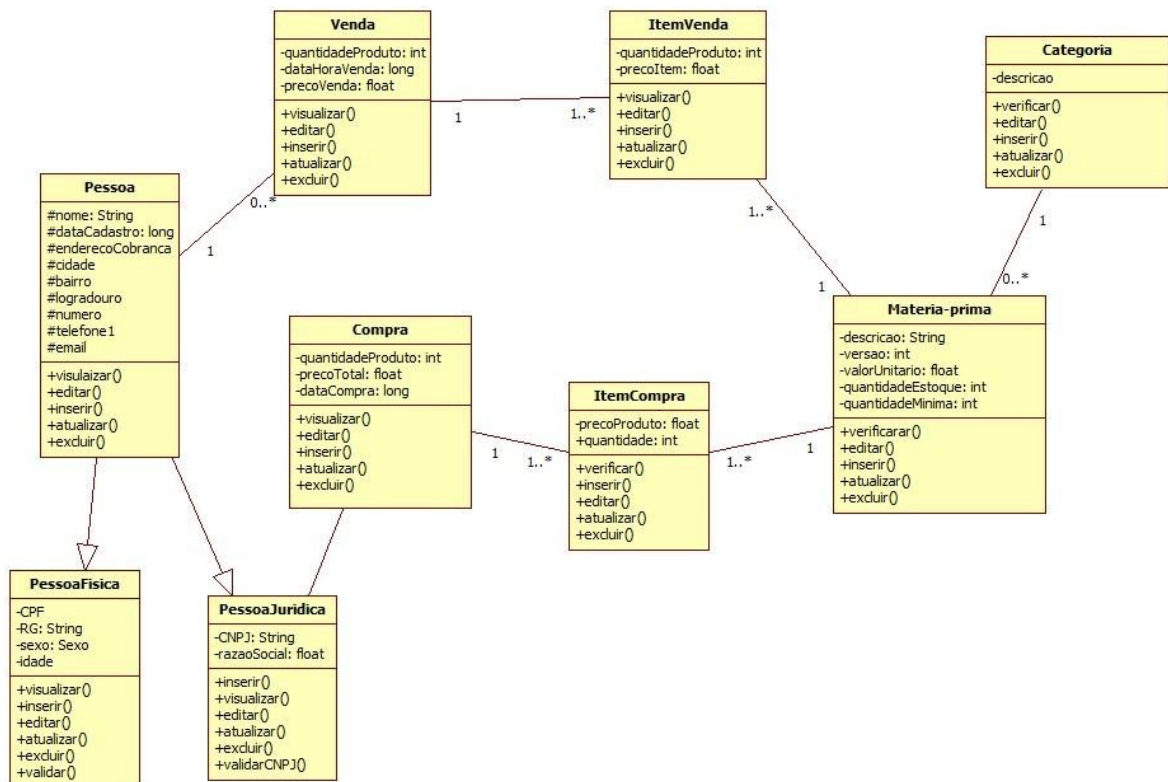 Venda
-quantidadeProduto: int
-dataHoraVenda: long
-precoVenda: float
+visualizar()
+editar()
+inserir()
+atualizar()
+excluir()
ItemVenda
-quantidadeProduto: int
-precoItem: float
+visualizar()
+editar()
+inserir()
+atualizar()
+excluir()
Categoria
-descricao
+verificar()
+editar()
+inserir()
+atualizar()
+excluir()
1
1..*
Pessoa
#nome: String
#dataCadastro: long
#enderecoCobranca
#cidade
#bairro
#logradouro
#numero
#telefone1
#email
+visulaizar()
+editar()
+inserir()
+atualizar()
+excluir()
0..*
1
1..*
1
1
0..*
Compra
-quantidadeProduto: int
-precoTotal: float
-dataCompra: long
+visualizar()
+editar()
+inserir()
+atualizar()
+excluir()
1
1..*
ItemCompra
-precoProduto: float
+quantidade: int
+verificar()
+inserir()
+editar()
+atualizar()
+excluir()
1..*
1
Materia-prima
-descricao: String
-versao: int
-valorUnitario: float
-quantidadeEstoque: int
-quantidadeMinima: int
+verificarar()
+editar()
+inserir()
+atualizar()
+excluir()
PessoaFisica
-CPF
-RG: String
-sexo: Sexo
-idade
+visualizar()
+inserir()
+editar()
+atualizar()
+excluir()
+validar()
PessoaJuridica
-CNPJ: String
-razaoSocial: float
+inserir()
+visualizar()
+editar()
+atualizar()
+excluir()
+validarCNPJ()